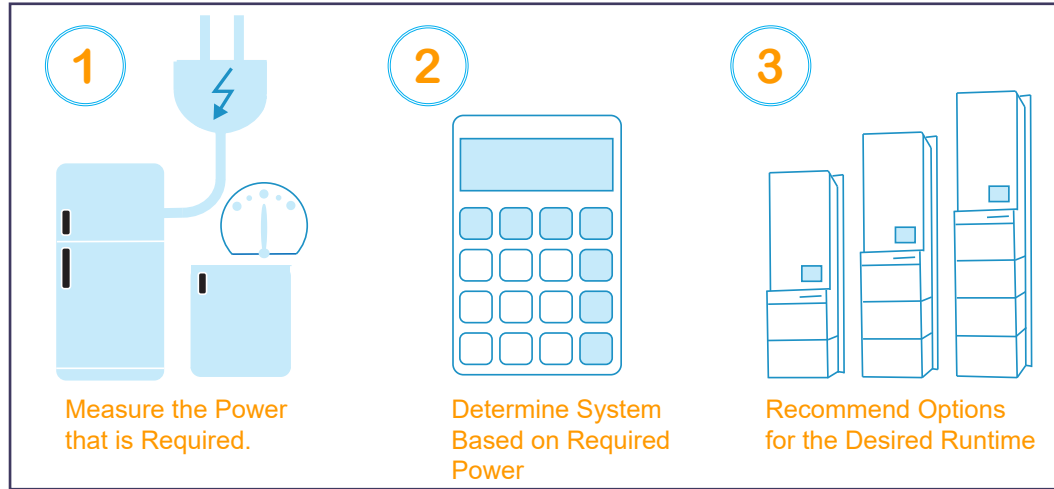 1
Measure the Power
that is Required.
2
Determine System
Based on Required
Power
3
Recommend Options
for the Desired Runtime